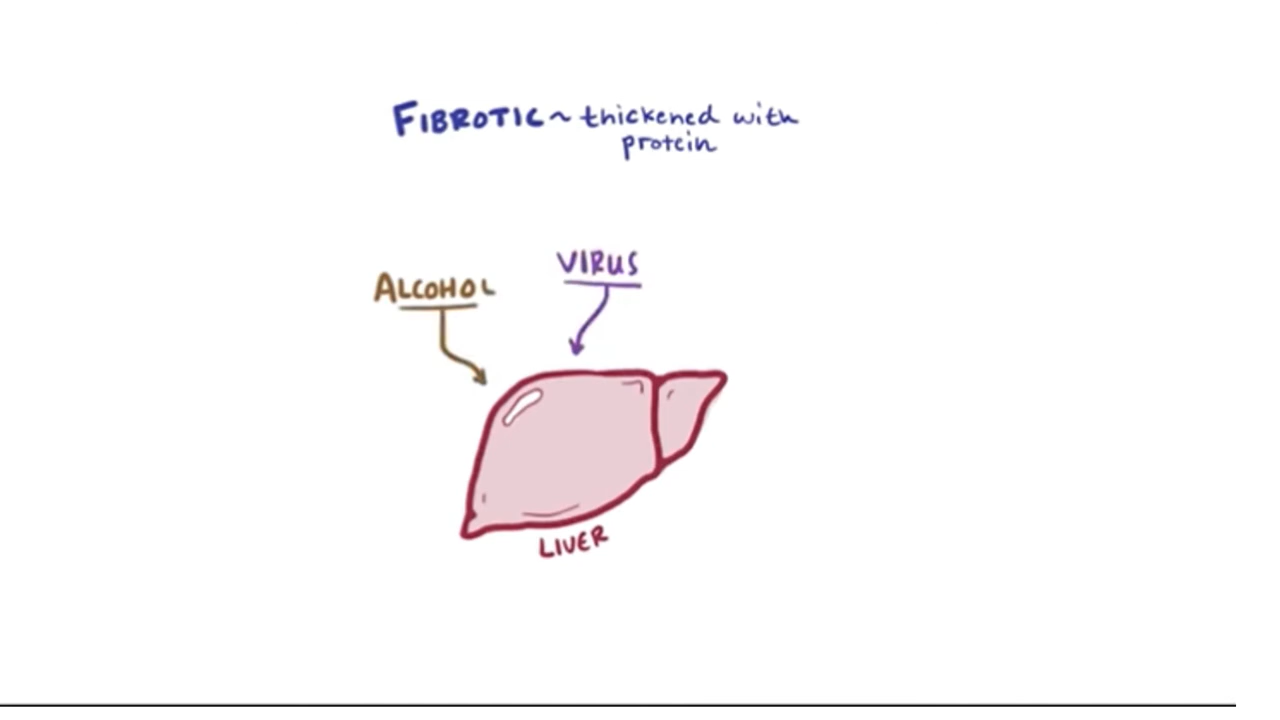 FIBROTIC ~ thickened with
protein
VIRUS
ALCOHOL
LIVER